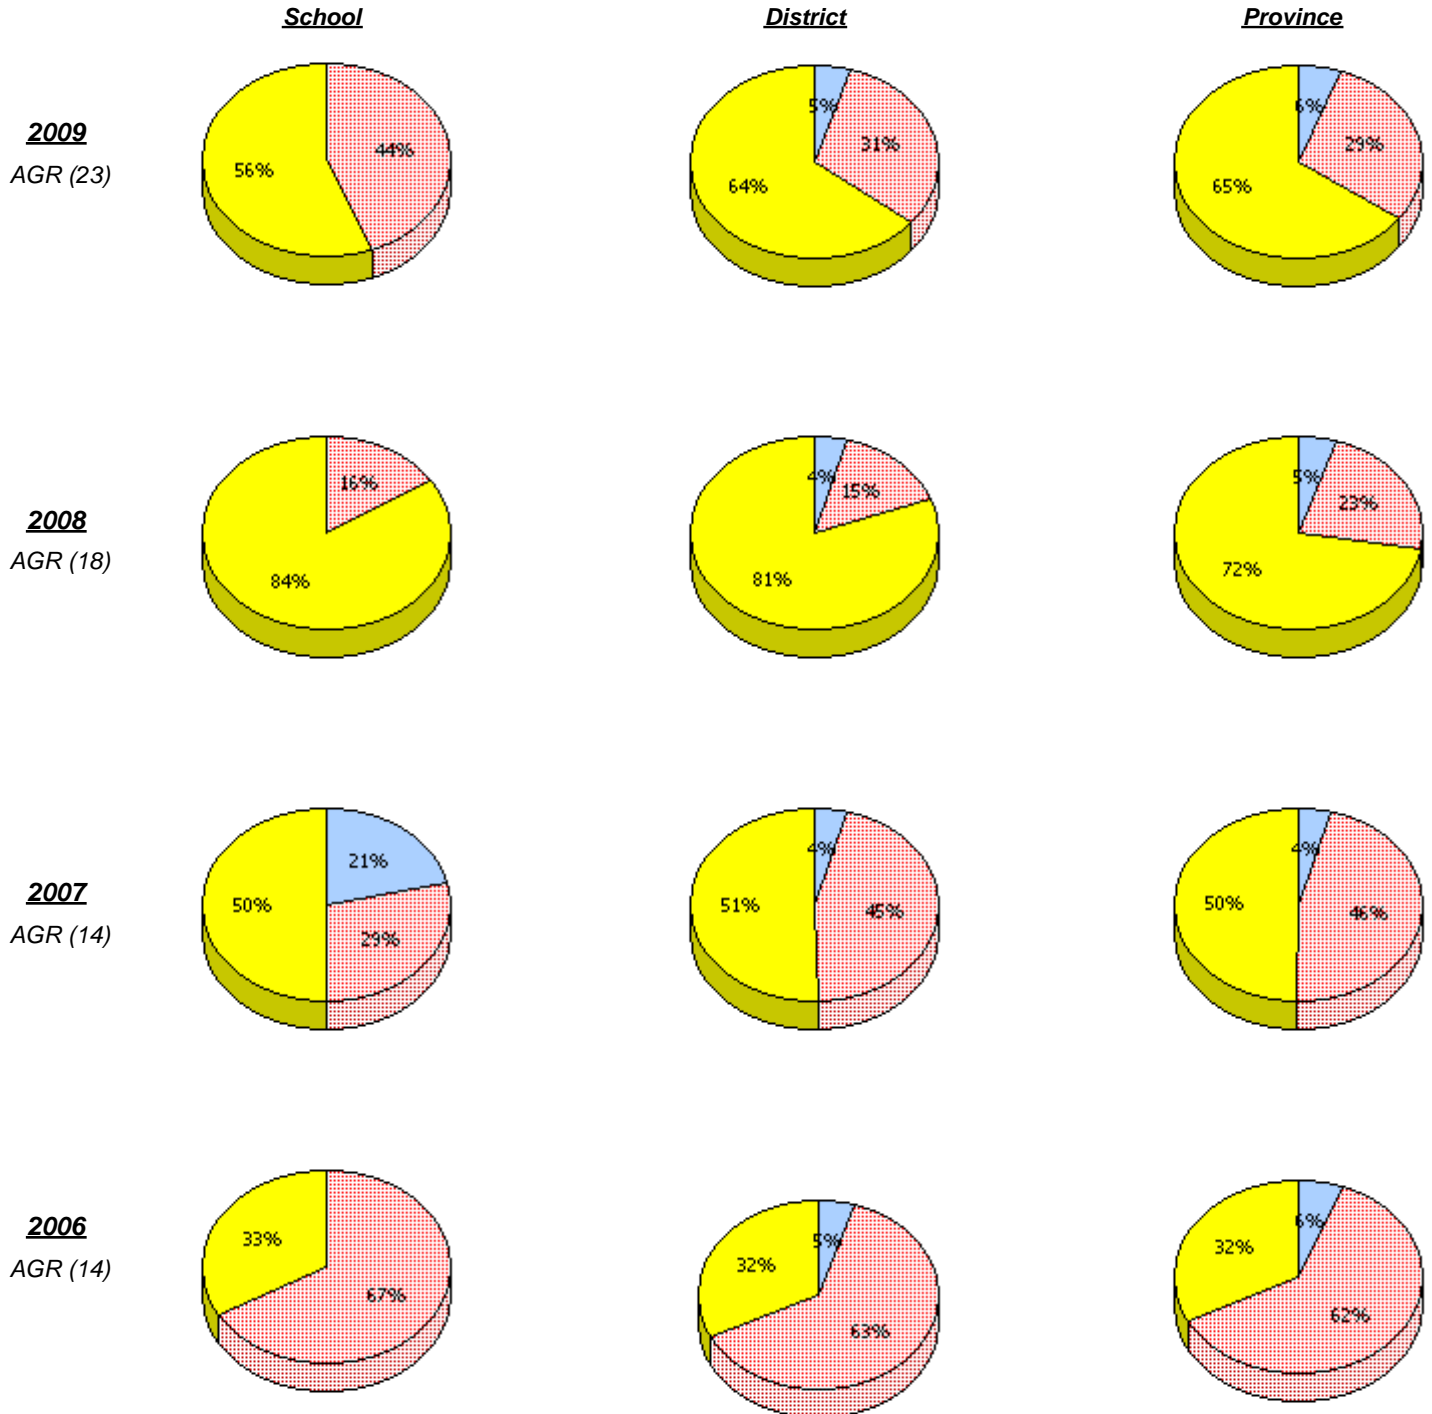 School District Province
2009
AGR (23)
56% 44%
64% 5% 31%
65% 6% 29%
2008
AGR (18)
84% 16%
81% 4% 15%
72% 5% 23%
2007
AGR (14)
50% 21% 29%
51% 4% 45%
50% 4% 46%
2006
AGR (14)
33% 67%
32% 5% 63%
32% 6% 62%